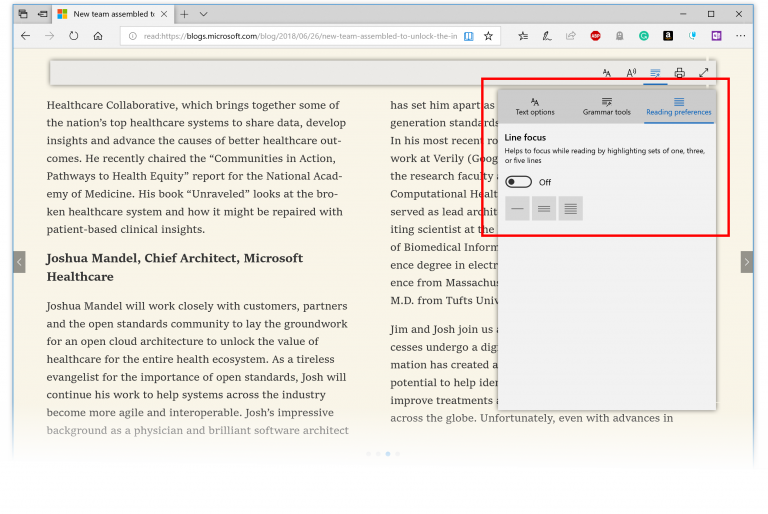 New team assembled t
read:https://blogs.microsoft.com/blog/2018/06/26/new-team-assembled-to-unlock-the-in
ABP
Text options
Grammar tools
Reading preferences
Line focus
Helps to focus while reading by highlighting sets of one, three,
or five lines
Off
Healthcare Collaborative, which brings together some of
the nation's top healthcare systems to share data, develop
insights and advance the causes of better healthcare out-
comes. He recently chaired the "Communities in Action,
Pathways to Health Equity" report for the National Acad-
emy of Medicine. His book "Unraveled" looks at the bro-
ken healthcare system and how it might be repaired with
patient-based clinical insights.
Joshua Mandel, Chief Architect, Microsoft
Healthcare
Joshua Mandel will work closely with customers, partners
and the open standards community to lay the groundwork
for an open cloud architecture to unlock the value of
healthcare for the entire health ecosystem. As a tireless
evangelist for the importance of open standards, Josh will
continue his work to help systems across the industry
become more agile and interoperable. Josh's impressive
background as a physician and brilliant software architect
has set him apart as
generation standards
In his most recent ro
work at Verily (Goog
the research faculty a
Computational Healt
served as lead archit
iting scientist at the
of Biomedical Inform
ence degree in electr
ence from Massachus
M.D. from Tufts Univ
Jim and Josh join us a
cesses undergo a dig
mation has created a
potential to help iden
improve treatments a
across the globe. Unfortunately, even with advances in